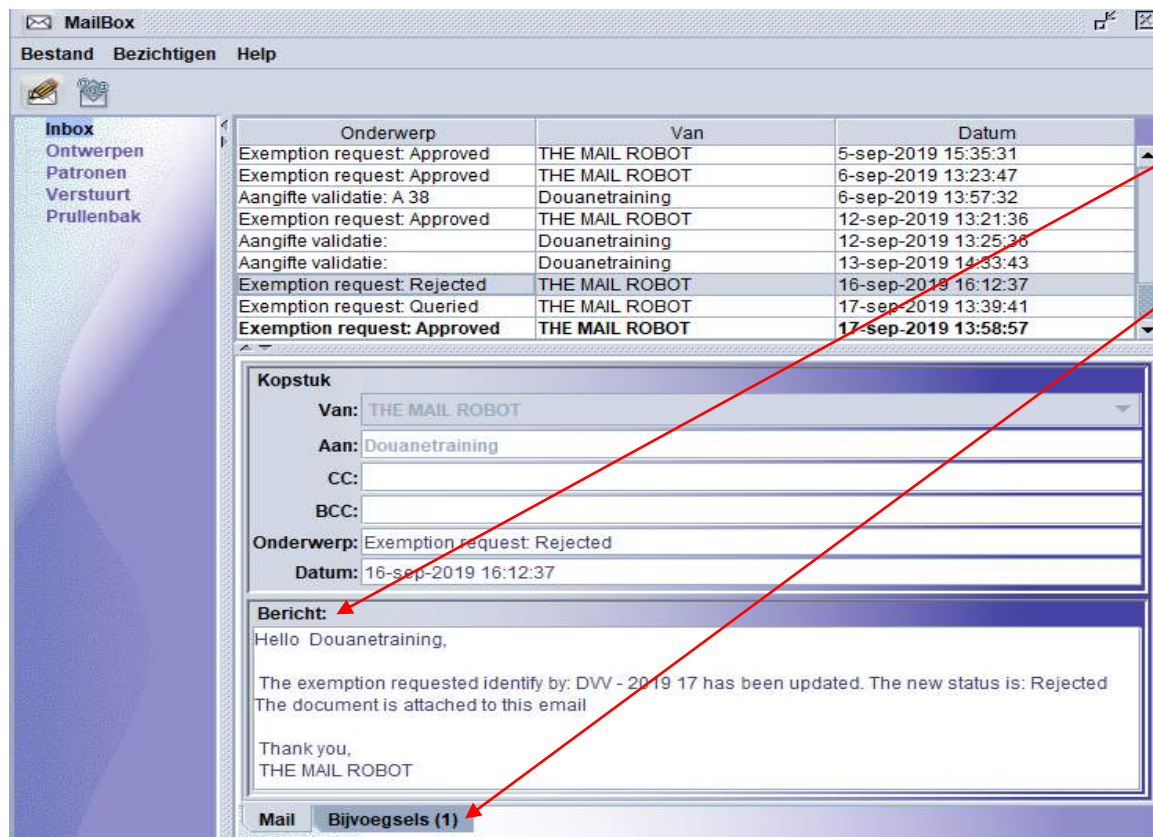 MailBox
Bestand Bezichtigen Help
Inbox
Ontwerpen
Patronen
Verstuurt
Prullenbak
Onderwerp Van Datum
Exemption request: Approved THE MAIL ROBOT 5-sep-2019 15:35:31
Exemption request: Approved THE MAIL ROBOT 6-sep-2019 13:23:47
Aangifte validatie: A 38 Douanetraining 6-sep-2019 13:57:32
Exemption request: Approved THE MAIL ROBOT 12-sep-2019 13:21:36
Aangifte validatie: Douanetraining 12-sep-2019 13:25:36
Aangifte validatie: Douanetraining 13-sep-2019 14:33:43
Exemption request: Rejected THE MAIL ROBOT 16-sep-2019 16:12:37
Exemption request: Queried THE MAIL ROBOT 17-sep-2019 13:39:41
Exemption request: Approved THE MAIL ROBOT 17-sep-2019 13:58:57
Kopstuk
Van: THE MAIL ROBOT
Aan: Douanetraining
CC:
BCC:
Onderwerp: Exemption request: Rejected
Datum: 16-sep-2019 16:12:37
Bericht:
Hello Douanetraining,
The exemption requested identify by: DVV - 2019 17 has been updated. The new status is: Rejected
The document is attached to this email
Thank you,
THE MAIL ROBOT
Mail Bijvoegsels (1)